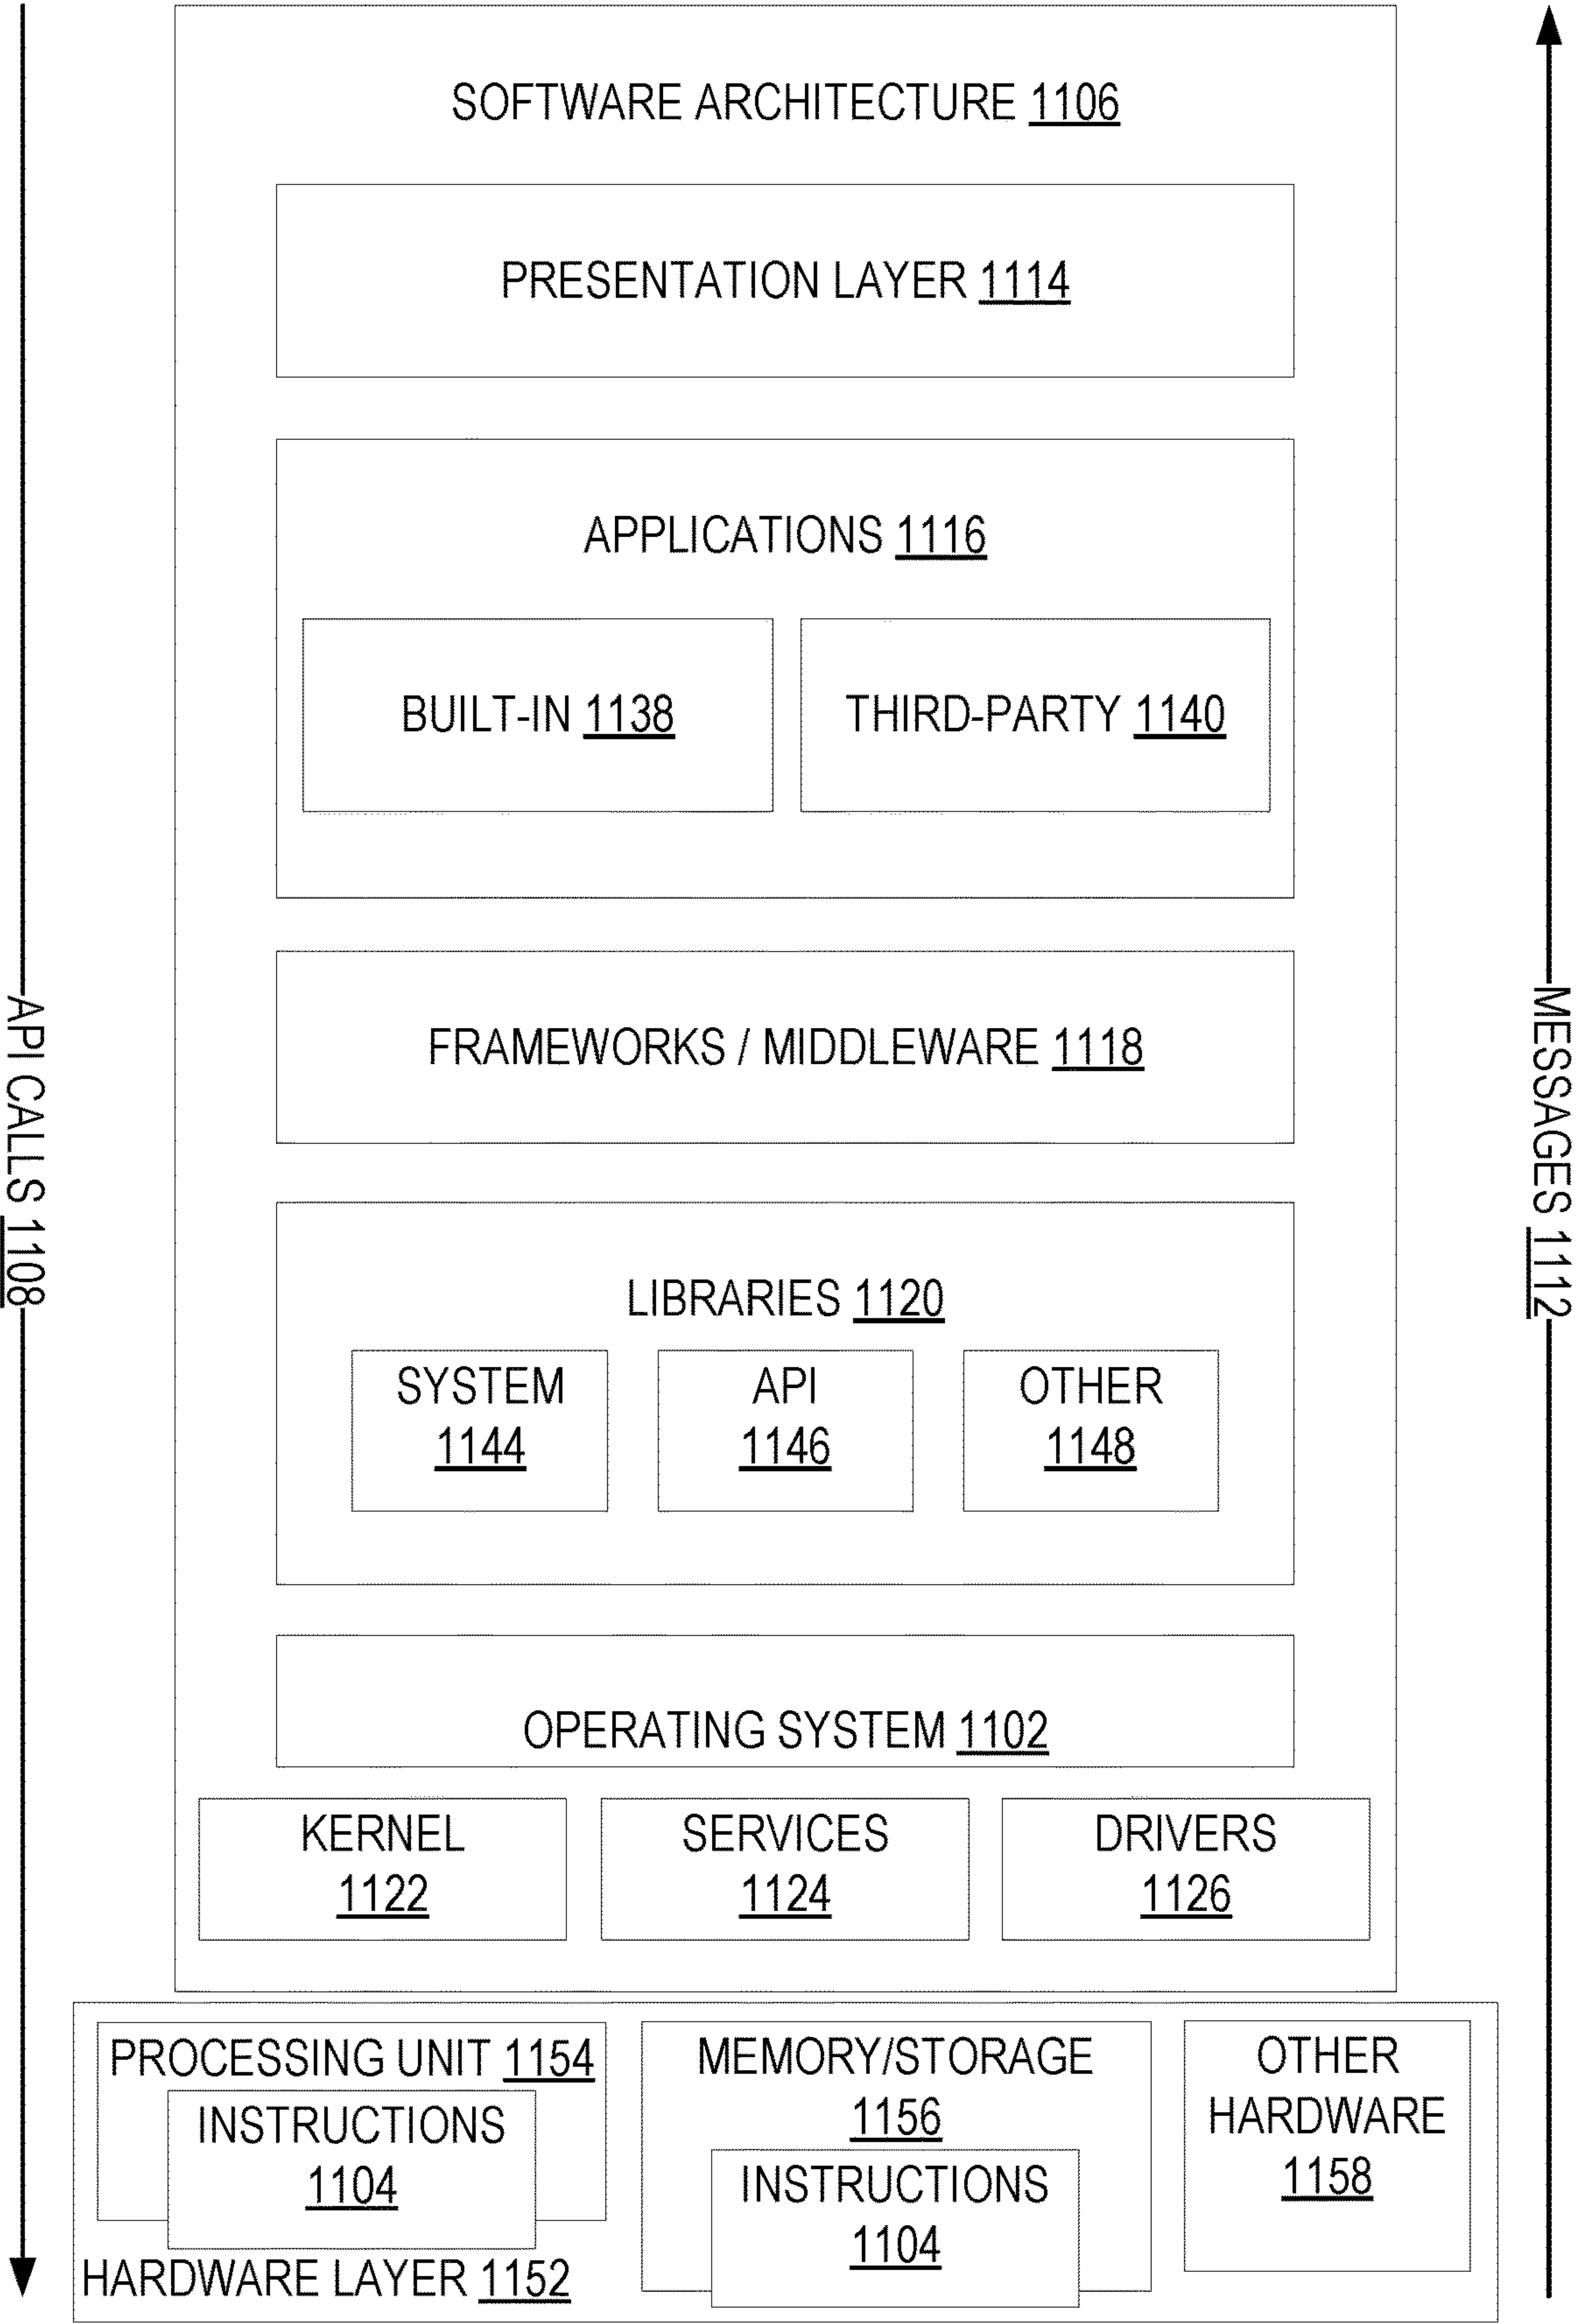 SOFTWARE ARCHITECTURE 1106
PRESENTATION LAYER 1114
APPLICATIONS 1116
BUILT-IN 1138
THIRD-PARTY 1140
FRAMEWORKS / MIDDLEWARE 1118
LIBRARIES 1120
SYSTEM
1144
API
1146
OTHER
1148
OPERATING SYSTEM 1102
KERNEL
1122
SERVICES
1124
DRIVERS
1126
PROCESSING UNIT 1154
INSTRUCTIONS
1104
MEMORY/STORAGE
1156
INSTRUCTIONS
1104
OTHER
HARDWARE
1158
HARDWARE LAYER 1152
API CALLS 1108
MESSAGES 1112